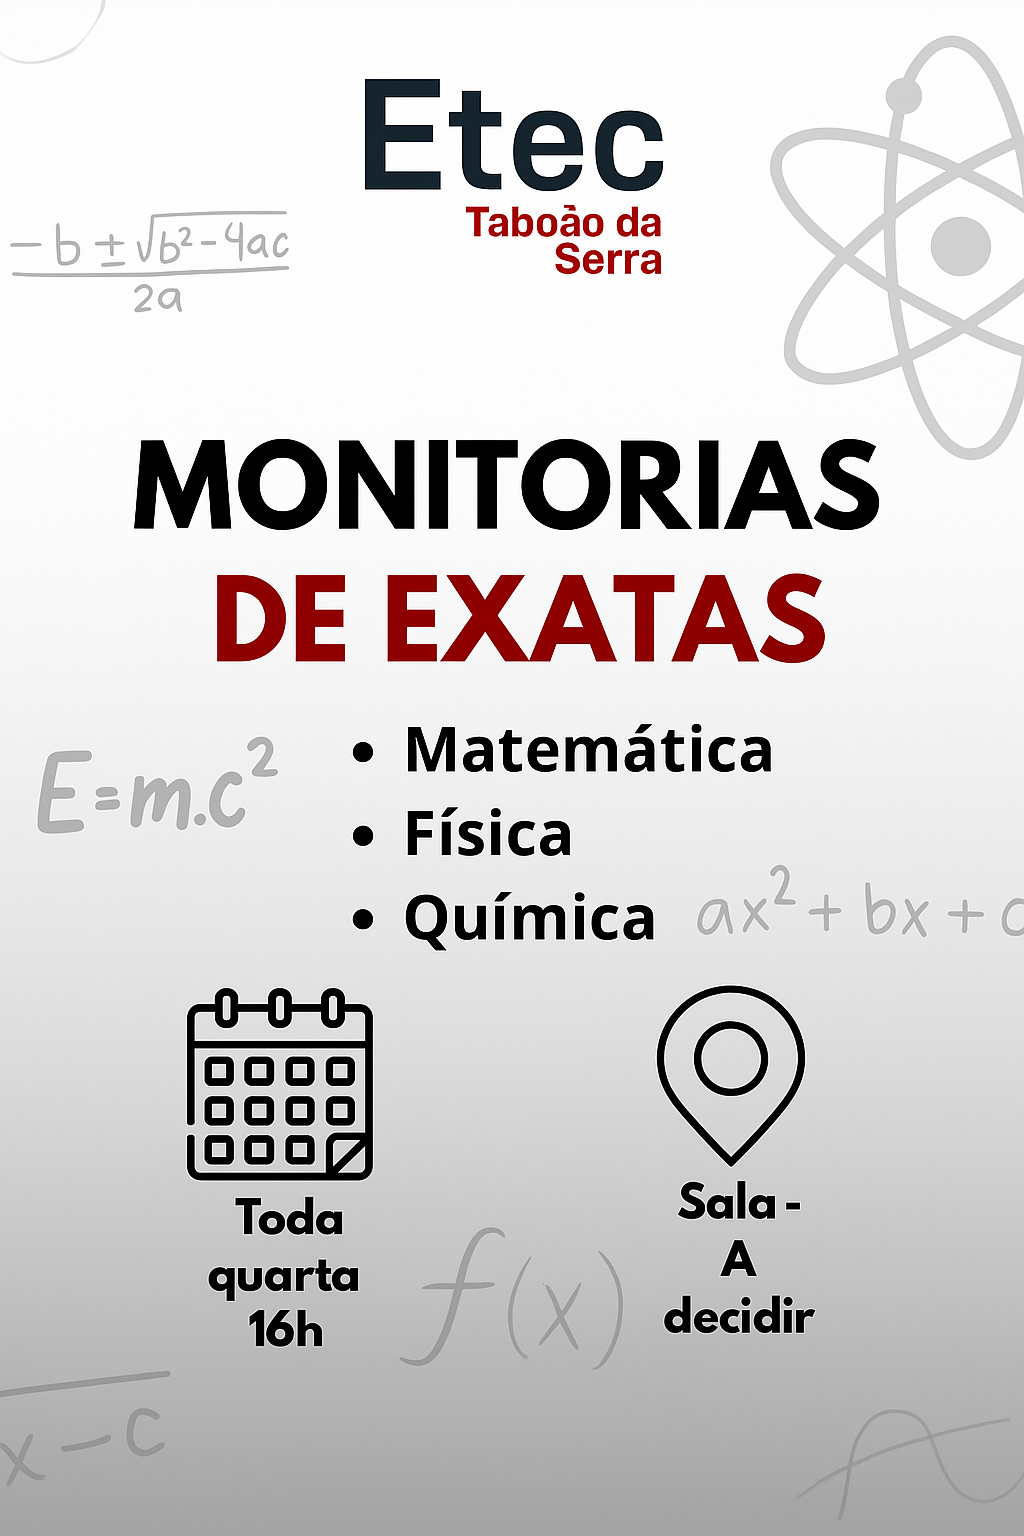 Etec
Taboão da
Serra
-b ± √b²-4ac
2a
MONITORIAS
DE EXATAS
• Matemática
E=m.c²
• Física
• Química
ax² + bx + c
Toda
quarta
16h
Sala -
A
decidir
f(x)
x-c